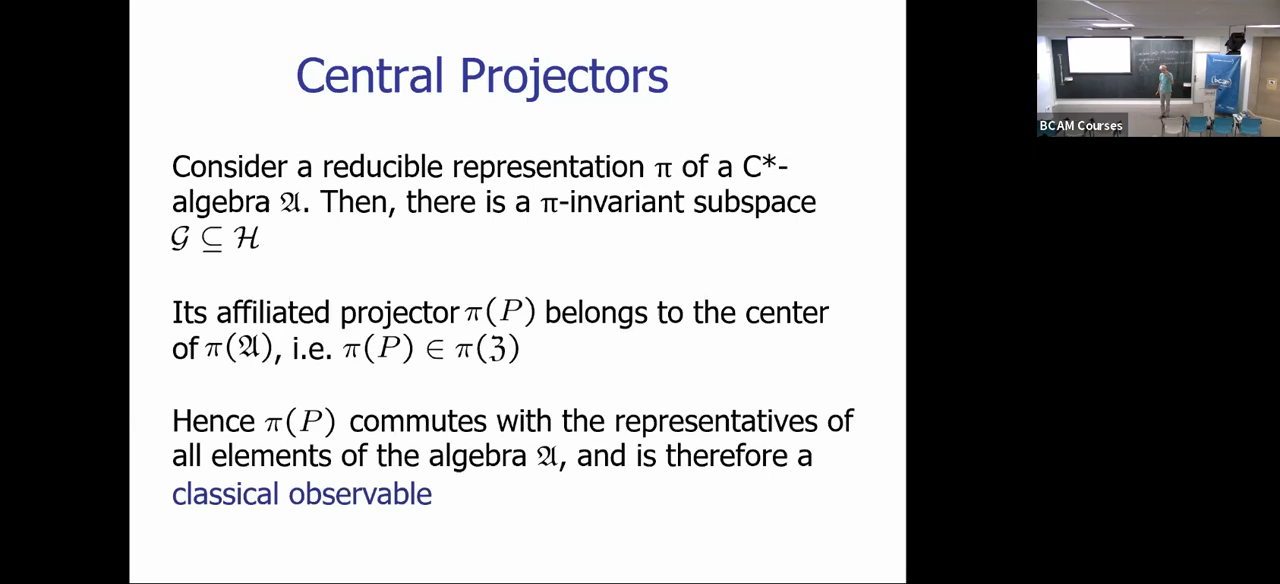 Central Projectors
Consider a reducible representation π of a C*-
algebra 𝔄. Then, there is a π-invariant subspace
𝒢 ⊆ ℋ
Its affiliated projector π(P) belongs to the center
of π(𝔄), i.e. π(P) ∈ π(ℨ)
Hence π(P) commutes with the representatives of
all elements of the algebra 𝔄, and is therefore a
classical observable
BCAM Courses